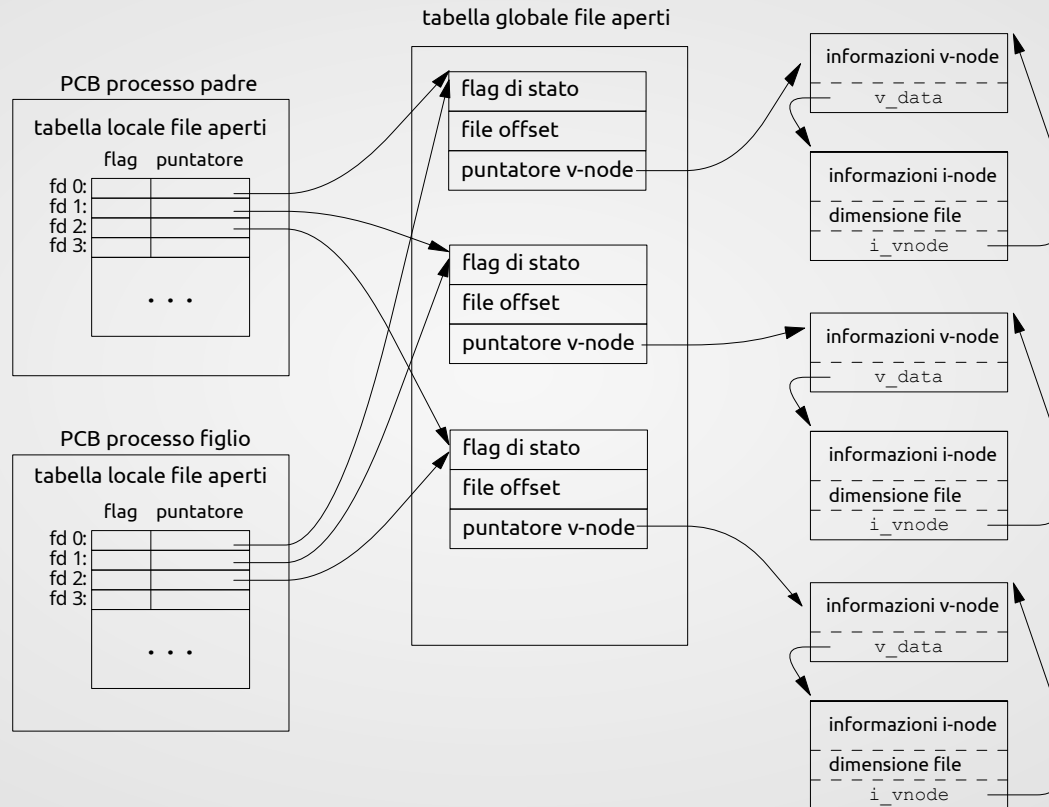 tabella globale file aperti
PCB processo padre
tabella locale file aperti
flag puntatore
fd 0:
fd 1:
fd 2:
fd 3:
...
PCB processo figlio
tabella locale file aperti
flag puntatore
fd 0:
fd 1:
fd 2:
fd 3:
...
flag di stato
file offset
puntatore v-node
flag di stato
file offset
puntatore v-node
flag di stato
file offset
puntatore v-node
informazioni v-node
v_data
informazioni i-node
dimensione file
i_vnode
informazioni v-node
v_data
informazioni i-node
dimensione file
i_vnode
informazioni v-node
v_data
informazioni i-node
dimensione file
i_vnode